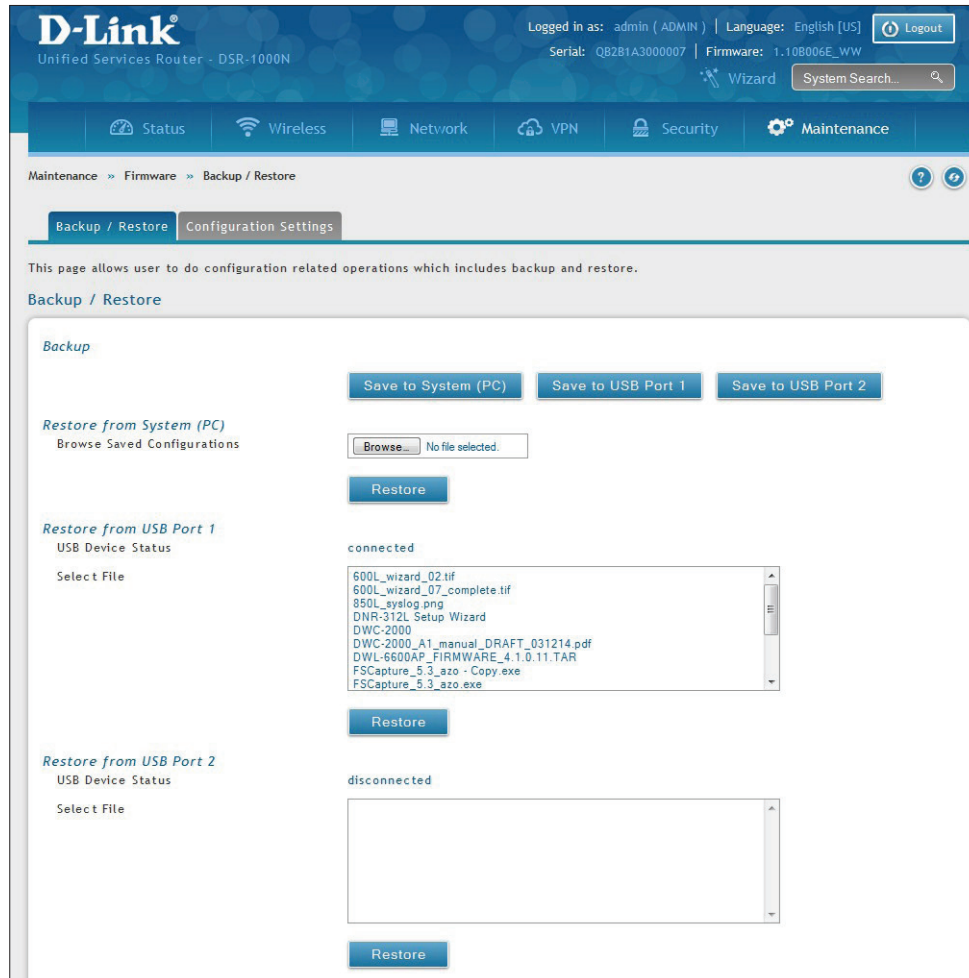 D-Link®
Unified Services Router - DSR-1000N
Logged in as: admin ( ADMIN ) | Language: English [US]
Serial: QB2B1A3000007 | Firmware: 1.10B006E_WW
Logout
Wizard
System Search...
Status
Wireless
Network
VPN
Security
Maintenance
Maintenance » Firmware » Backup / Restore
?
Backup / Restore
Configuration Settings
This page allows user to do configuration related operations which includes backup and restore.
Backup / Restore
Backup
Save to System (PC)
Save to USB Port 1
Save to USB Port 2
Restore from System (PC)
Browse Saved Configurations
Browse... No file selected.
Restore
Restore from USB Port 1
USB Device Status
connected
Select File
600L_wizard_02.tif
600L_wizard_07_complete.tif
850L_syslog.png
DNR-312L Setup Wizard
DWC-2000
DWC-2000_A1_manual_DRAFT_031214.pdf
DWL-6600AP_FIRMWARE_4.1.0.11.TAR
FSCapture_5.3_azo - Copy.exe
FSCapture_5.3_azo.exe
Restore
Restore from USB Port 2
USB Device Status
disconnected
Select File
Restore